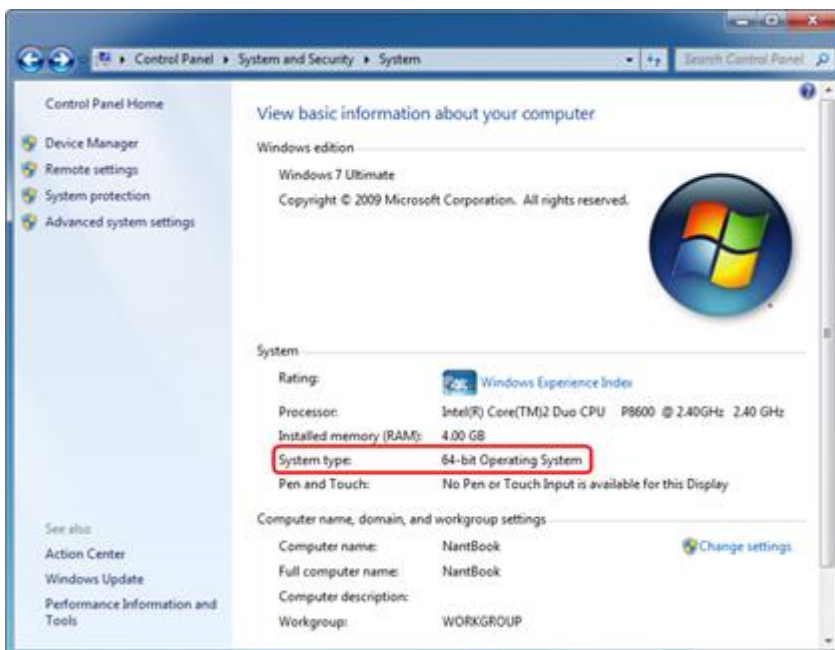 Control Panel ▸ System and Security ▸ System
Search Control Panel
Control Panel Home
Device Manager
Remote settings
System protection
Advanced system settings
View basic information about your computer
Windows edition
Windows 7 Ultimate
Copyright © 2009 Microsoft Corporation. All rights reserved.
System
Rating: Windows Experience Index
Processor: Intel(R) Core(TM)2 Duo CPU P8600 @ 2.40GHz 2.40 GHz
Installed memory (RAM): 4.00 GB
System type: 64-bit Operating System
Pen and Touch: No Pen or Touch Input is available for this Display
Computer name, domain, and workgroup settings
Computer name: NantBook
Change settings
Full computer name: NantBook
Computer description:
Workgroup: WORKGROUP
See also
Action Center
Windows Update
Performance Information and
Tools